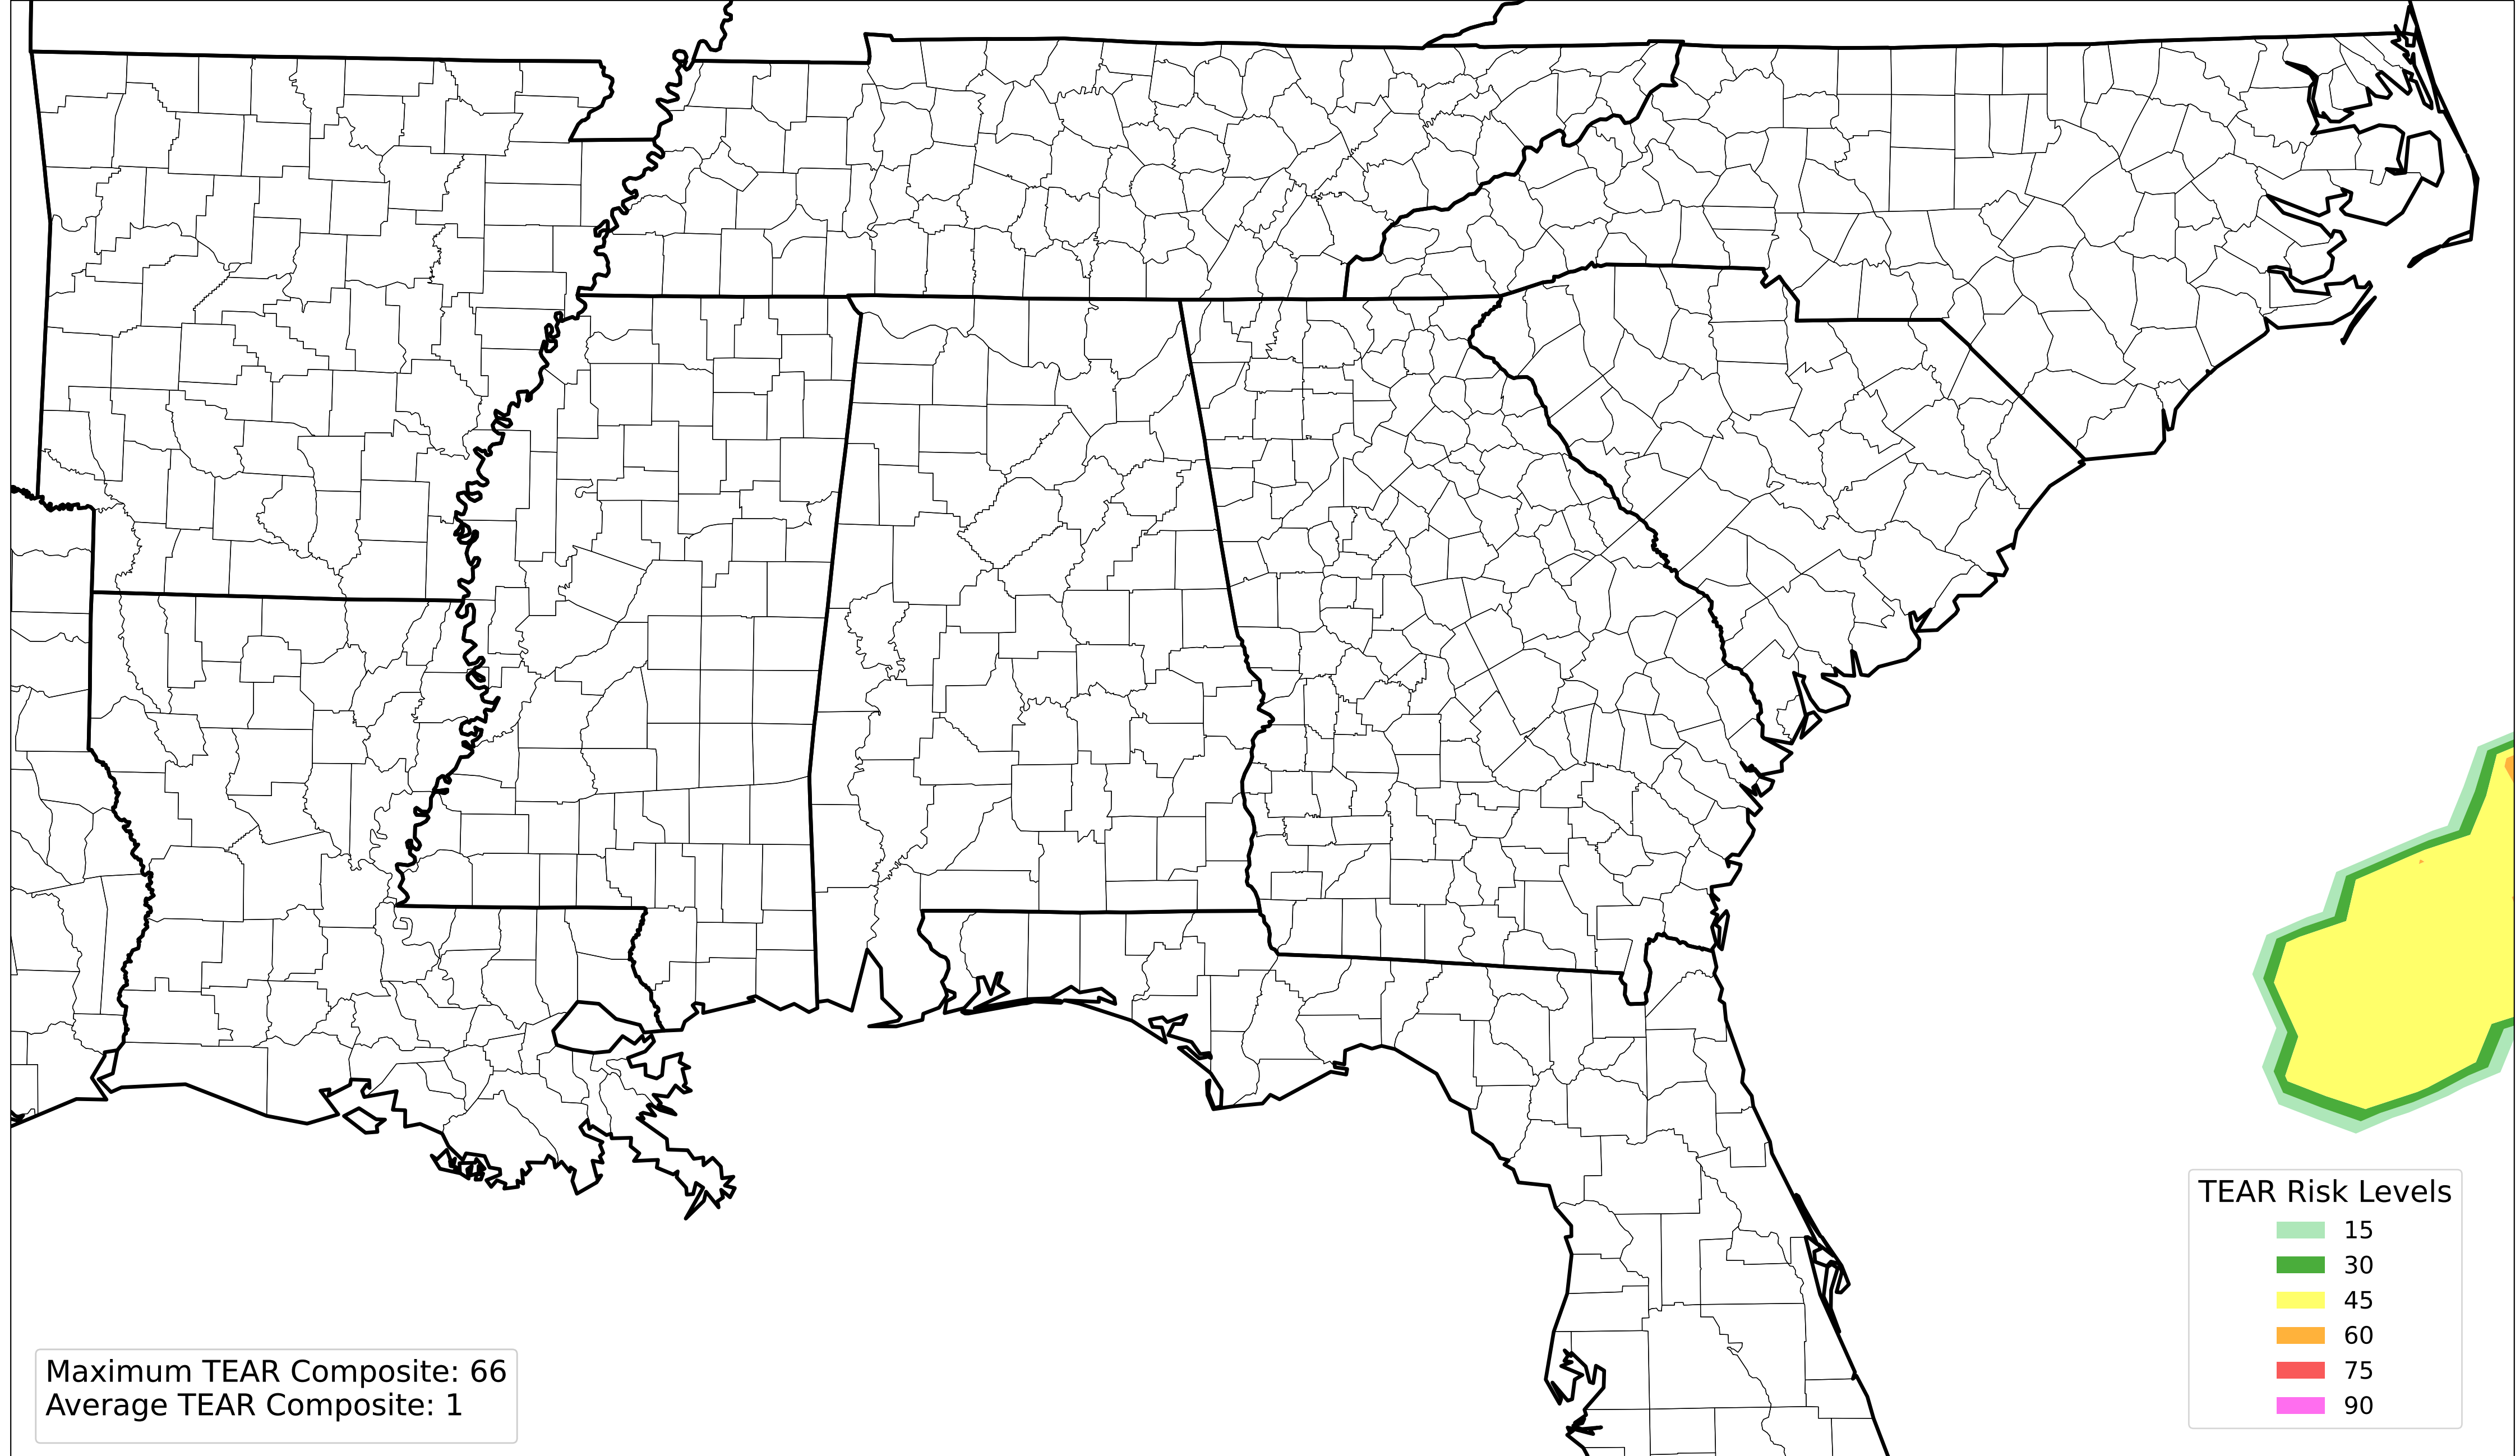 TEAR Risk Levels
15
30
45
60
75
90
Maximum TEAR Composite: 66
Average TEAR Composite: 1